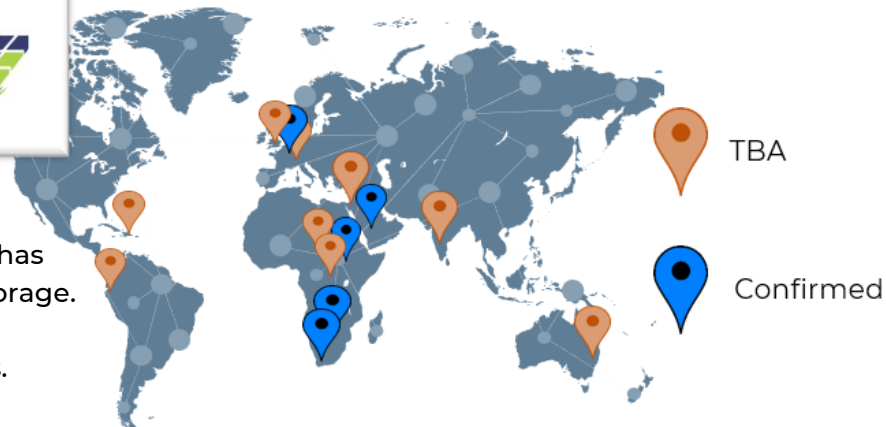 has
orage.
.
TBA
Confirmed